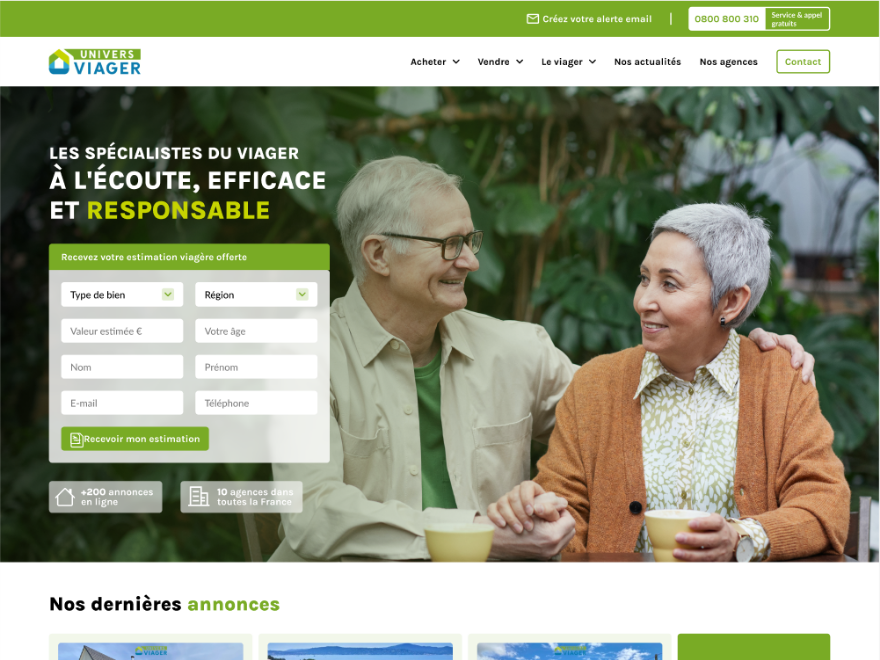 Créez votre alerte email
0800 800 310
Service & appel
gratuits
UNIVERS
VIAGER
Acheter
Vendre
Le viager
Nos actualités
Nos agences
Contact
LES SPÉCIALISTES DU VIAGER
À L'ÉCOUTE, EFFICACE
ET RESPONSABLE
Recevez votre estimation viagère offerte
Type de bien
Région
Valeur estimée €
Votre âge
Nom
Prénom
E-mail
Téléphone
Recevoir mon estimation
+200 annonces
en ligne
10 agences dans
toutes la France
Nos dernières annonces
UNIVERS
VIAGER
UNIVERS
VIAGER